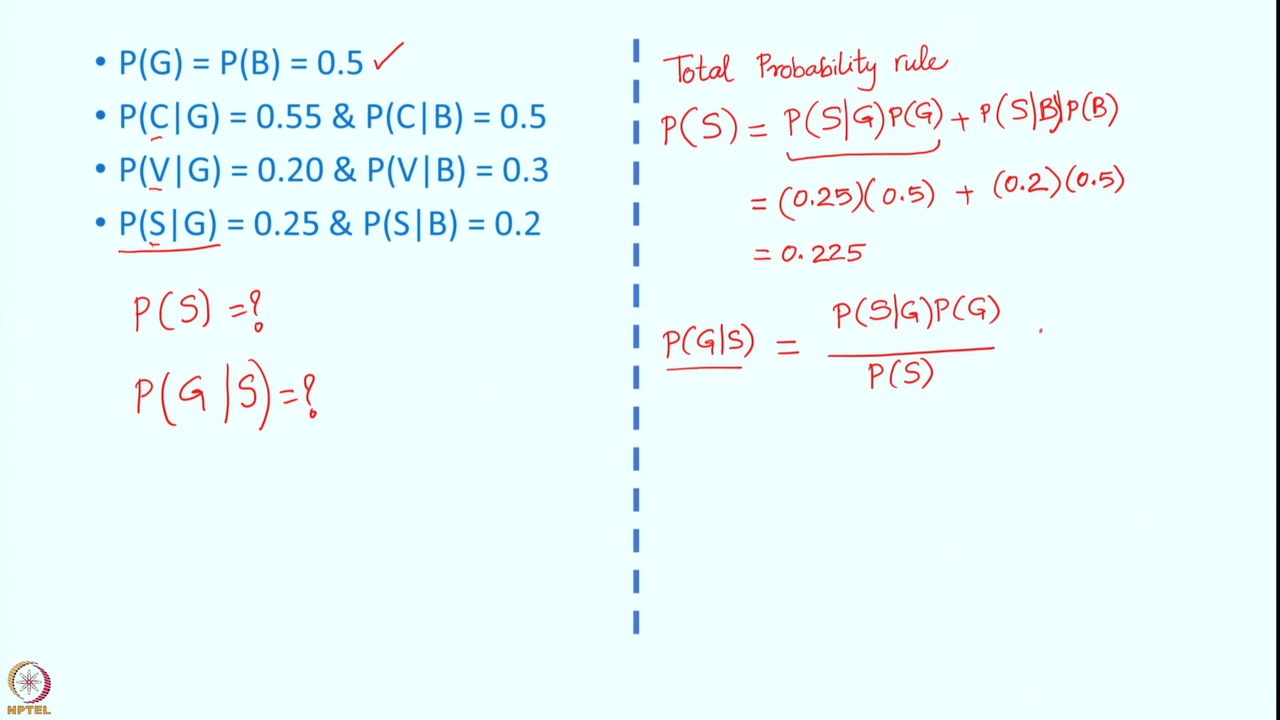 • P(G) = P(B) = 0.5 ✓
• P(C|G) = 0.55 & P(C|B) = 0.5
• P(V|G) = 0.20 & P(V|B) = 0.3
• P(S|G) = 0.25 & P(S|B) = 0.2
P(S) = ?
P(G|S) = ?
Total Probability rule
P(S) = P(S|G)P(G) + P(S|B)P(B)
= (0.25)(0.5) + (0.2)(0.5)
= 0.225
P(G|S) = P(S|G)P(G)
P(S)
NPTEL